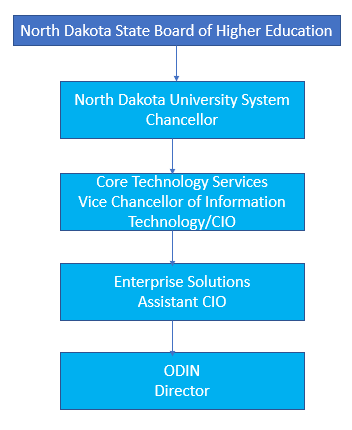 North Dakota State Board of Higher Education
North Dakota University System
Chancellor
Core Technology Services
Vice Chancellor of Information
Technology/CIO
Enterprise Solutions
Assistant CIO
ODIN
Director